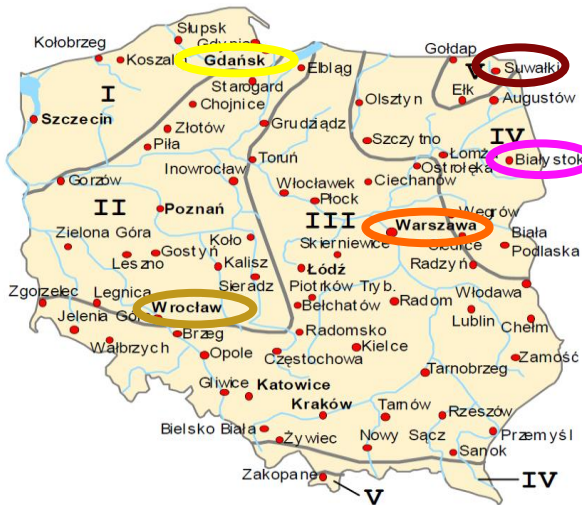 Słupsk
Gdynia
Kołobrzeg
Koszalin
Gdańsk
Elbląg
Gołdap
V
Suwałki
Starogard
Ełk
Augustów
I
Chojnice
Olsztyn
Szczecin
Grudziądz
Złotów
Szczytno
IV
Piła
Łomża
Białystok
Toruń
Ostrołęka
Gorzów
Inowrocław
Ciechanów
Włocławek
II
Płock
Poznań
III
Węgrów
Warszawa
Zielona Góra
Koło
Skierniewice
Siedlce
Biała
Podlaska
Gostyń
Leszno
Kalisz
Łódź
Radzyń
Zgorzelec
Legnica
Sieradz
Piotrków Tryb.
Włodawa
Wrocław
Bełchatów
Radom
Jelenia Góra
Lublin
Chełm
Brzeg
Radomsko
Wałbrzych
Opole
Częstochowa
Kielce
Zamość
Tarnobrzeg
Gliwice
Katowice
Kraków
Tarnów
Rzeszów
Bielsko Biała
Żywiec
Nowy Sącz
Przemyśl
Sanok
Zakopane
V
IV